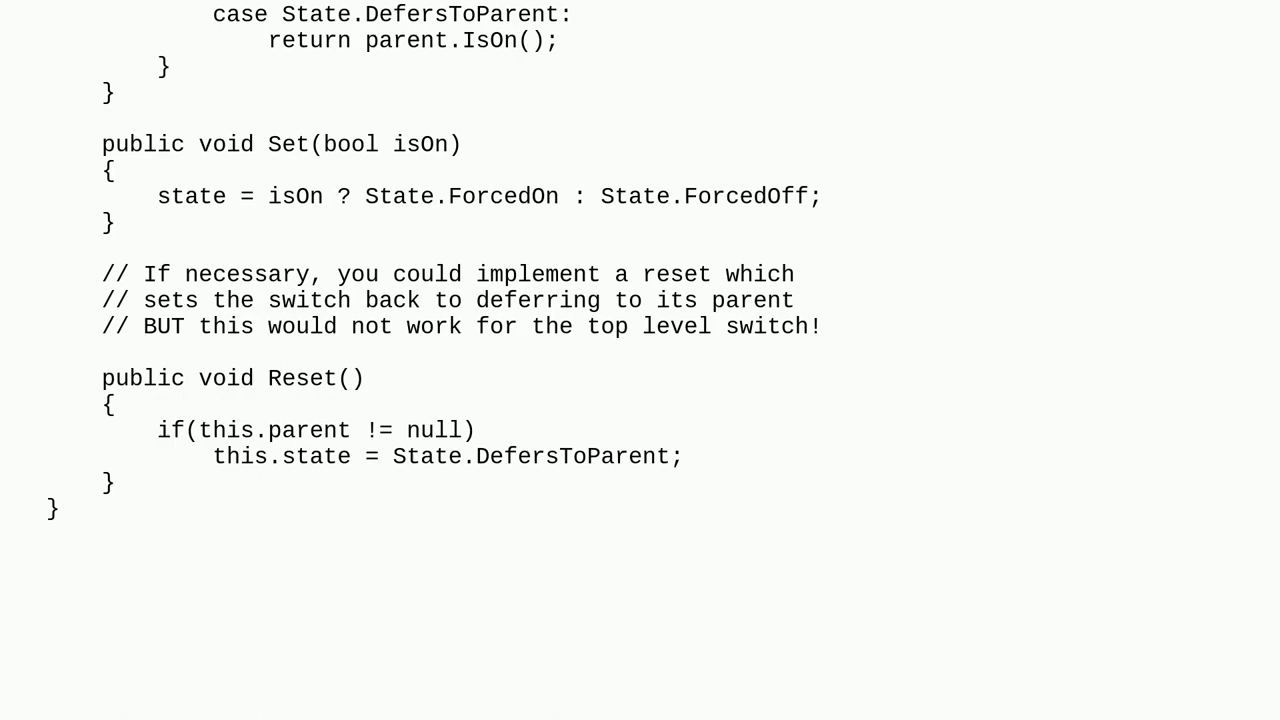 case State.DefersToParent:
                return parent.IsOn();
        }
    }

    public void Set(bool isOn)
    {
        state = isOn ? State.ForcedOn : State.ForcedOff;
    }

    // If necessary, you could implement a reset which
    // sets the switch back to deferring to its parent
    // BUT this would not work for the top level switch!

    public void Reset()
    {
        if(this.parent != null)
            this.state = State.DefersToParent;
    }
}